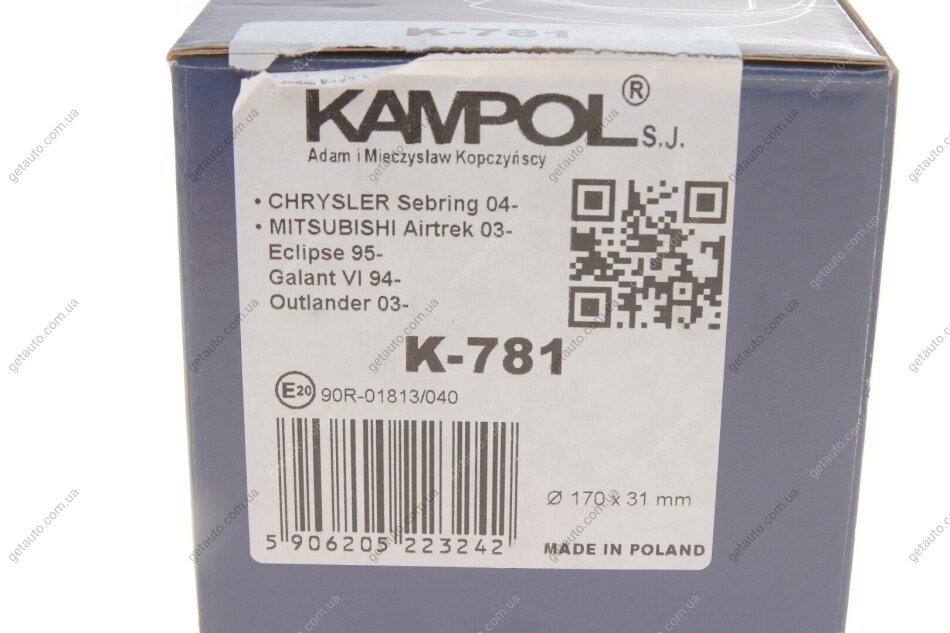 K-781
KAMPOL® S.J.
Adam i Mieczysław Kopczyńscy
• CHRYSLER Sebring 04-
• MITSUBISHI Airtrek 03-
Eclipse 95-
Galant VI 94-
Outlander 03-
K-781
E20 90R-01813/040
Ø 170 x 31 mm
5 906205 223242
MADE IN POLAND
getauto.com.ua